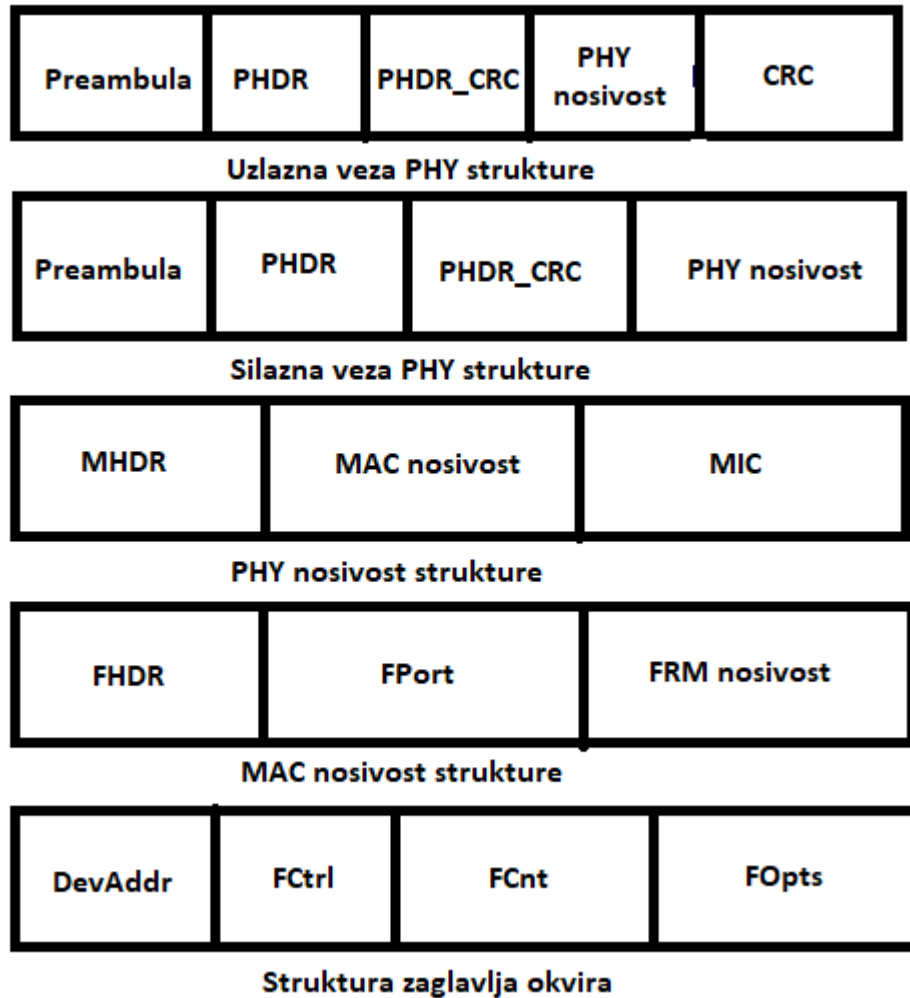 Preambula PHDR PHDR_CRC PHY nosivost CRC
Uzlazna veza PHY strukture
Preambula PHDR PHDR_CRC PHY nosivost
Silazna veza PHY strukture
MHDR MAC nosivost MIC
PHY nosivost strukture
FHDR FPort FRM nosivost
MAC nosivost strukture
DevAddr FCtrl FCnt FOpts
Struktura zaglavlja okvira